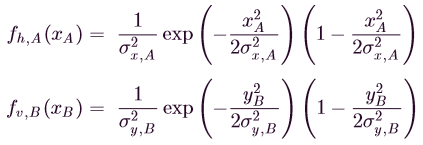 f_{h,A}(x_A) = \frac{1}{\sigma_{x,A}^2} \exp\left(-\frac{x_A^2}{2\sigma_{x,A}^2}\right)\left(1 - \frac{x_A^2}{2\sigma_{x,A}^2}\right)
f_{v,B}(x_B) = \frac{1}{\sigma_{y,B}^2} \exp\left(-\frac{y_B^2}{2\sigma_{y,B}^2}\right)\left(1 - \frac{y_B^2}{2\sigma_{y,B}^2}\right)